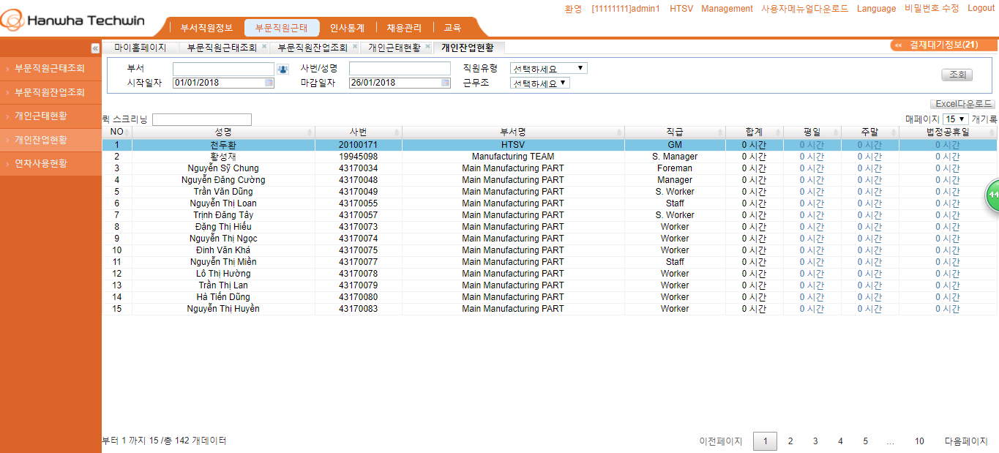 환영 [11111111]admin1 HTSV Management 사용자메뉴얼다운로드 Language 비밀번호 수정 Logout
Hanwha Techwin
부서직원정보 부문직원근태 인사통계 채용관리 교육
« 마이홈페이지 부문직원근태조회 × 부문직원잔업조회 × 개인근태현황 × 개인잔업현황 « 결재대기정보(21)
부문직원근태조회
부문직원잔업조회
개인근태현황
개인잔업현황
연차사용현황
부서 사번/성명 직원유형 선택하세요
시작일자 01/01/2018 마감일자 26/01/2018 근무조 선택하세요
조회
Excel다운로드
퀵 스크리닝 매페이지 15 개기록
NO 성명 사번 부서명 직급 합계 평일 주말 법정공휴일
1 천두환 20100171 HTSV GM 0 시간 0 시간 0 시간 0 시간
2 황성재 19945098 Manufacturing TEAM S. Manager 0 시간 0 시간 0 시간 0 시간
3 Nguyễn Sỹ Chung 43170034 Main Manufacturing PART Foreman 0 시간 0 시간 0 시간 0 시간
4 Nguyễn Đăng Cường 43170048 Main Manufacturing PART Manager 0 시간 0 시간 0 시간 0 시간
5 Trần Văn Dũng 43170049 Main Manufacturing PART S. Worker 0 시간 0 시간 0 시간 0 시간
6 Nguyễn Thị Loan 43170055 Main Manufacturing PART Staff 0 시간 0 시간 0 시간 0 시간
7 Trịnh Đăng Tây 43170057 Main Manufacturing PART S. Worker 0 시간 0 시간 0 시간 0 시간
8 Đặng Thị Hiếu 43170073 Main Manufacturing PART Worker 0 시간 0 시간 0 시간 0 시간
9 Nguyễn Thị Ngọc 43170074 Main Manufacturing PART Worker 0 시간 0 시간 0 시간 0 시간
10 Đinh Văn Khá 43170075 Main Manufacturing PART Worker 0 시간 0 시간 0 시간 0 시간
11 Nguyễn Thị Miền 43170077 Main Manufacturing PART Staff 0 시간 0 시간 0 시간 0 시간
12 Lô Thị Hường 43170078 Main Manufacturing PART Worker 0 시간 0 시간 0 시간 0 시간
13 Trần Thị Lan 43170079 Main Manufacturing PART Worker 0 시간 0 시간 0 시간 0 시간
14 Hà Tiến Dũng 43170080 Main Manufacturing PART Worker 0 시간 0 시간 0 시간 0 시간
15 Nguyễn Thị Huyền 43170083 Main Manufacturing PART Worker 0 시간 0 시간 0 시간 0 시간
44
부터 1 까지 15 /총 142 개데이터 이전페이지 1 2 3 4 5 ... 10 다음페이지